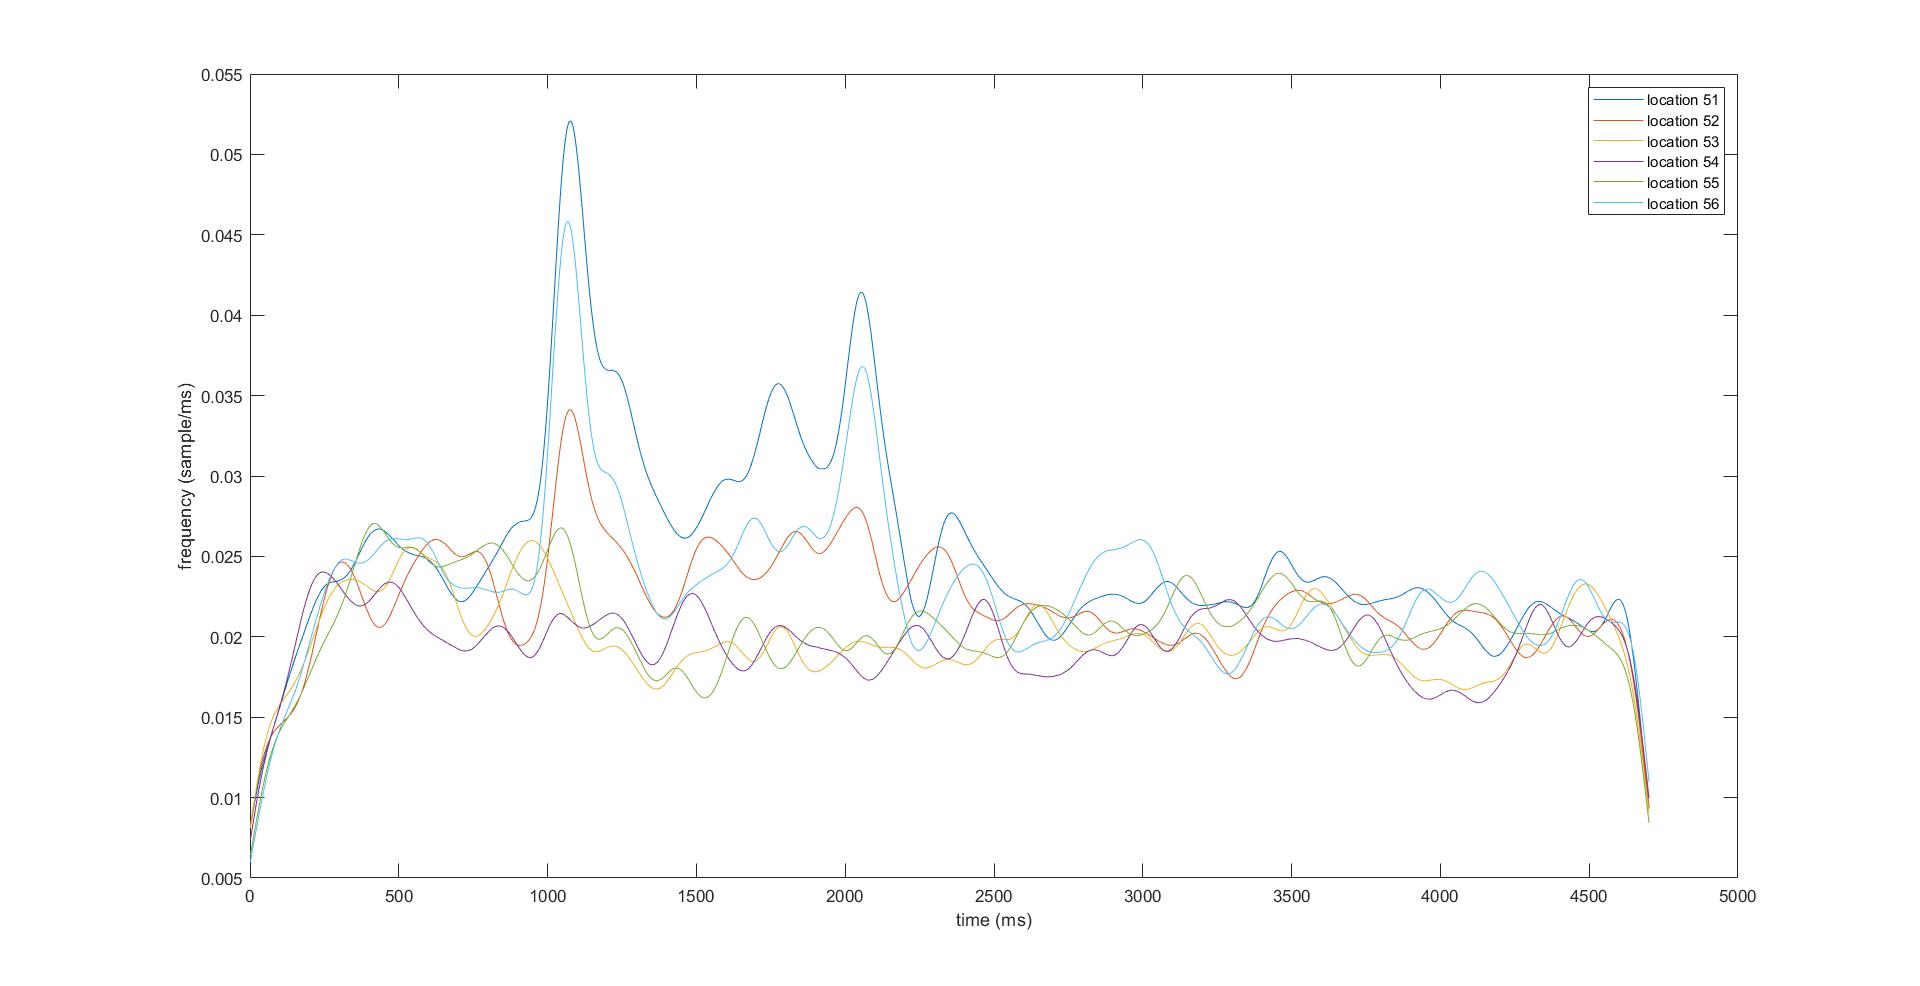 0.055
0.05
0.045
0.04
0.035
0.03
0.025
0.02
0.015
0.01
0.005
frequency (sample/ms)
0 500 1000 1500 2000 2500 3000 3500 4000 4500 5000
time (ms)
location 51
location 52
location 53
location 54
location 55
location 56